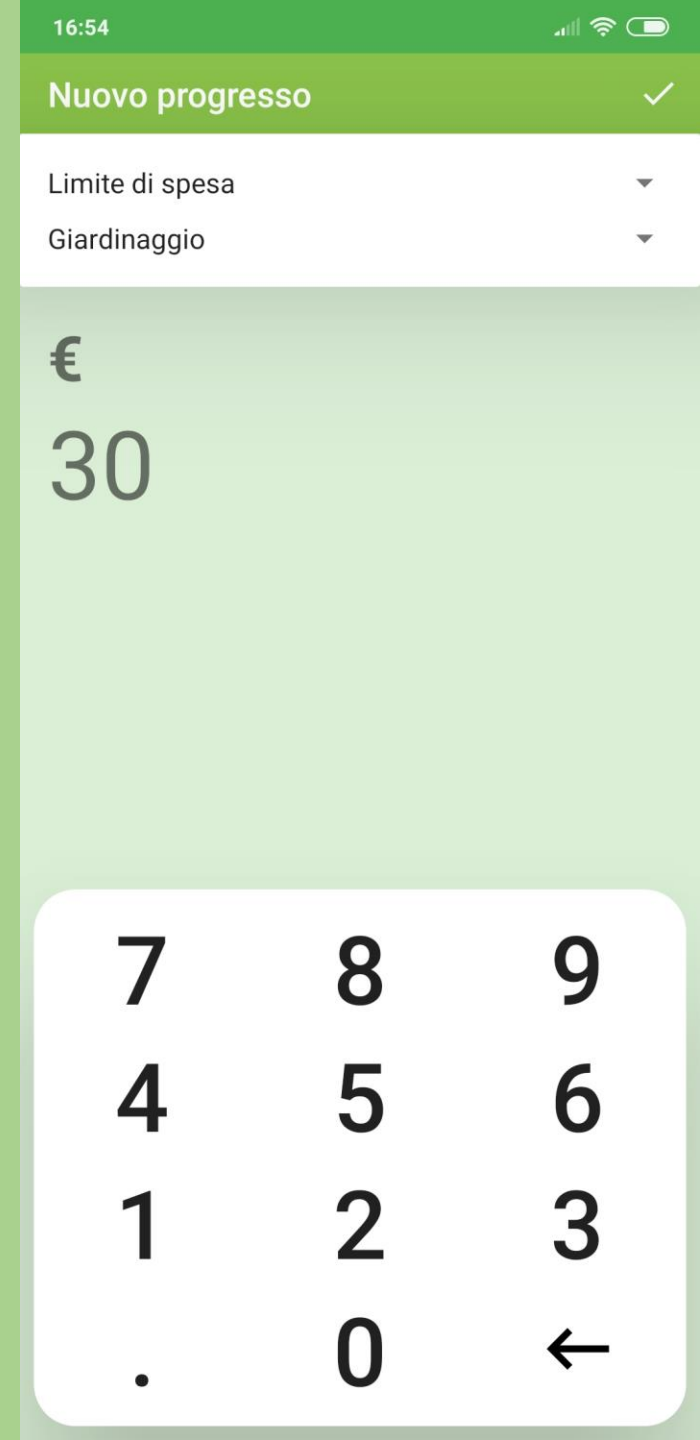 16:54
Nuovo progresso
Limite di spesa
Giardinaggio
€
30
7 8 9
4 5 6
1 2 3
. 0